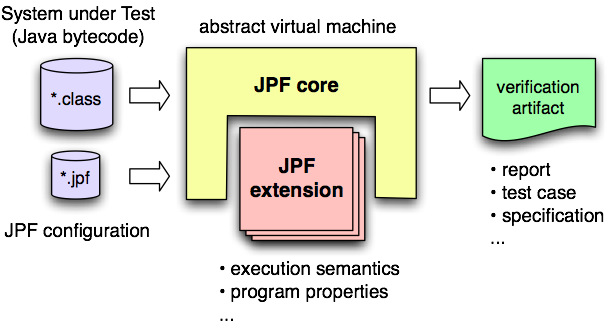 System under Test
(Java bytecode)
*.class
*.jpf
JPF configuration
abstract virtual machine
JPF core
JPF
extension
• execution semantics
• program properties
...
verification
artifact
• report
• test case
• specification
...